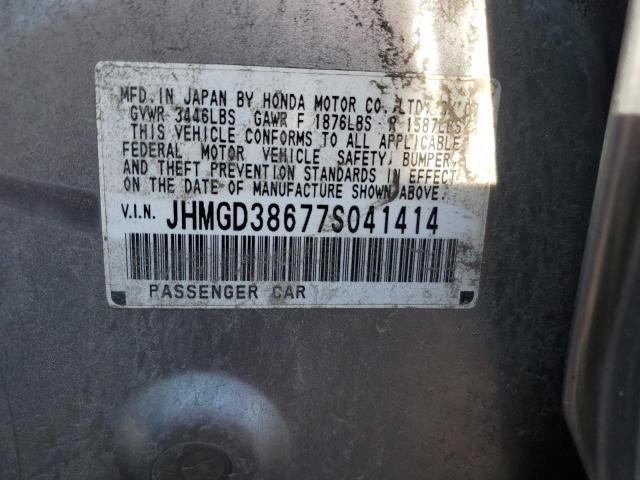 MFD. IN JAPAN BY HONDA MOTOR CO., LTD.
GVWR 3446LBS GAWR F 1876LBS R 1587LBS
THIS VEHICLE CONFORMS TO ALL APPLICABLE
FEDERAL MOTOR VEHICLE SAFETY, BUMPER,
AND THEFT PREVENTION STANDARDS IN EFFECT
ON THE DATE OF MANUFACTURE SHOWN ABOVE.
V.I.N. JHMGD38677S041414
PASSENGER CAR